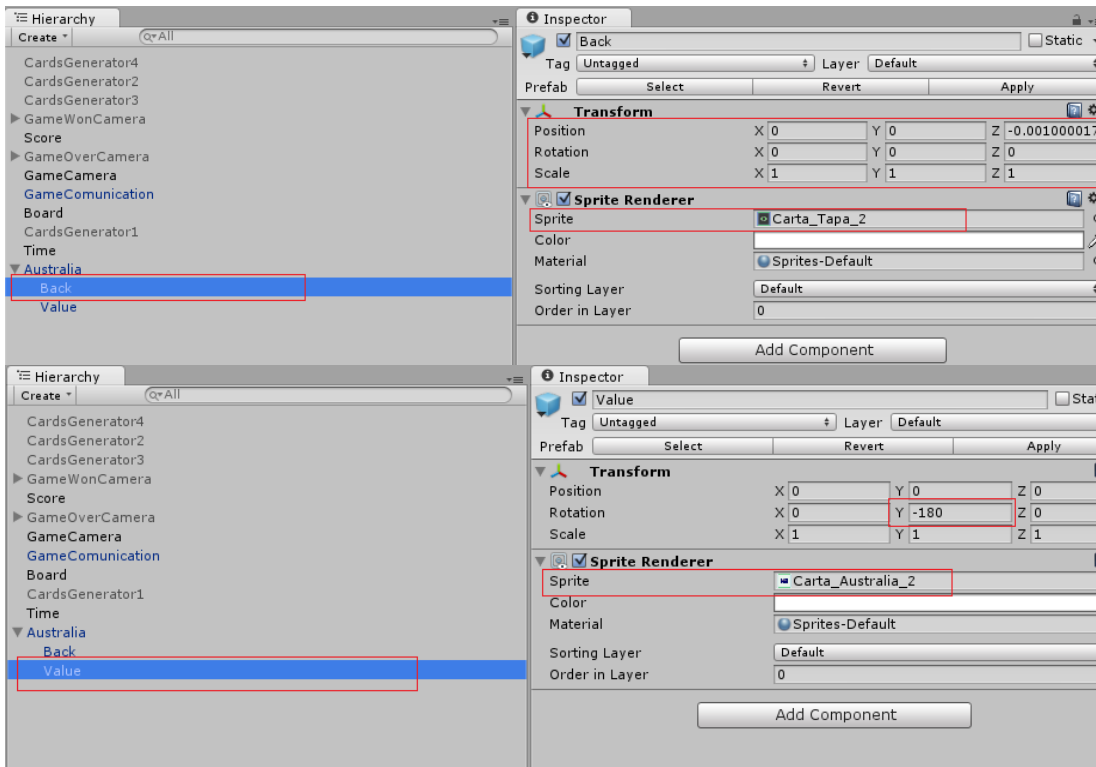 Hierarchy
Create
All
CardsGenerator4
CardsGenerator2
CardsGenerator3
GameWonCamera
Score
GameOverCamera
GameCamera
GameComunication
Board
CardsGenerator1
Time
Australia
Back
Value
Inspector
Back Static
Tag Untagged Layer Default
Prefab Select Revert Apply
Transform
Position X 0 Y 0 Z -0.001000017
Rotation X 0 Y 0 Z 0
Scale X 1 Y 1 Z 1
Sprite Renderer
Sprite Carta_Tapa_2
Color
Material Sprites-Default
Sorting Layer Default
Order in Layer 0
Add Component
Hierarchy
Create
All
CardsGenerator4
CardsGenerator2
CardsGenerator3
GameWonCamera
Score
GameOverCamera
GameCamera
GameComunication
Board
CardsGenerator1
Time
Australia
Back
Value
Inspector
Value Stat
Tag Untagged Layer Default
Prefab Select Revert Apply
Transform
Position X 0 Y 0 Z 0
Rotation X 0 Y -180 Z 0
Scale X 1 Y 1 Z 1
Sprite Renderer
Sprite Carta_Australia_2
Color
Material Sprites-Default
Sorting Layer Default
Order in Layer 0
Add Component